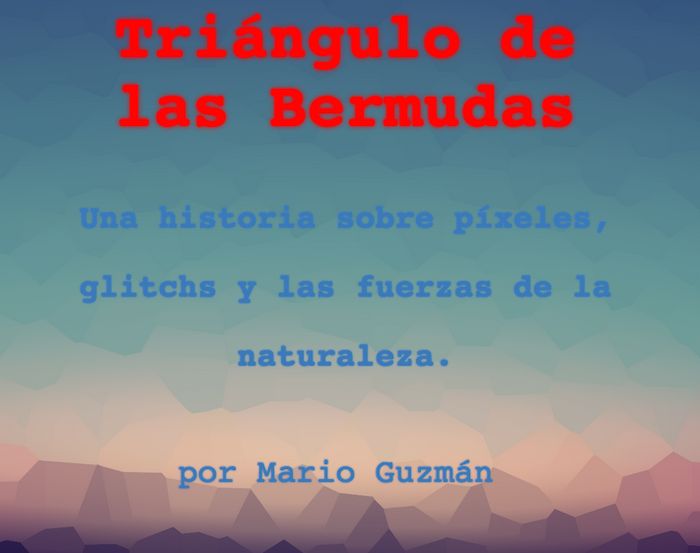 Triángulo de
las Bermudas
Una historia sobre píxeles,
glitchs y las fuerzas de la
naturaleza.
por Mario Guzmán